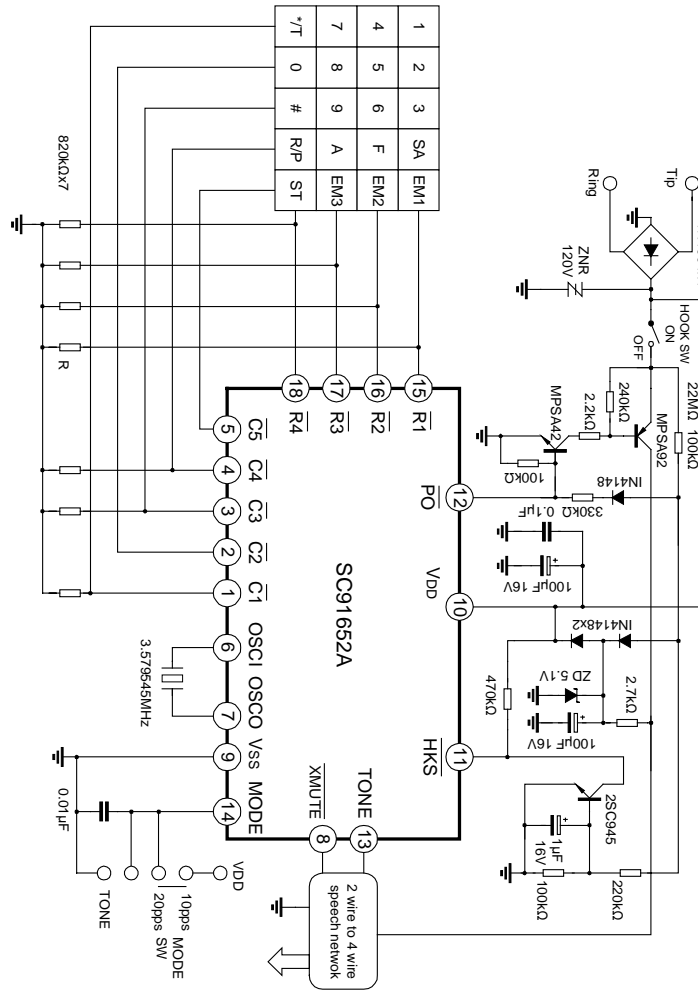 1 2 3 SA EM1
4 5 6 F EM2
7 8 9 A EM3
*/T 0 # R/P ST
820kΩx7
R
Tip
Ring
ZNR
120V
HOOK SW
ON
OFF
22MΩ
100kΩ
MPSA92
240kΩ
2.2kΩ
MPSA42
100kΩ
IN4148
330kΩ
0.1µF
100µF 16V
IN4148x2
ZD 5.1V
2.7kΩ
100µF 16V
470kΩ
2SC945
1µF
16V
220kΩ
100kΩ
15 R1
16 R2
17 R3
18 R4
5 C5
4 C4
3 C3
2 C2
1 C1
6 OSCI
7 OSCO
9 VSS
14 MODE
12 PO
10 VDD
11 HKS
13 TONE
8 XMUTE
SC91652A
3.579545MHz
0.01µF
VDD
10pps MODE
20pps SW
TONE
2 wire to 4 wire
speech netwok